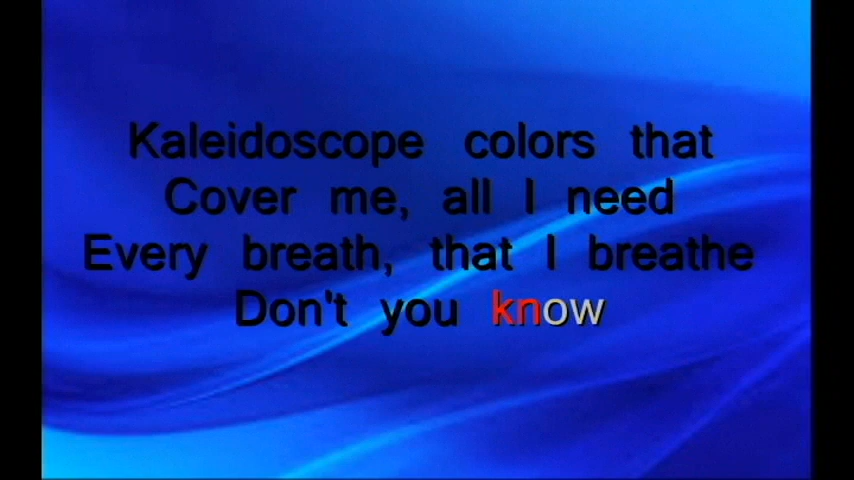 Kaleidoscope colors that
Cover me, all I need
Every breath, that I breathe
Don't you know